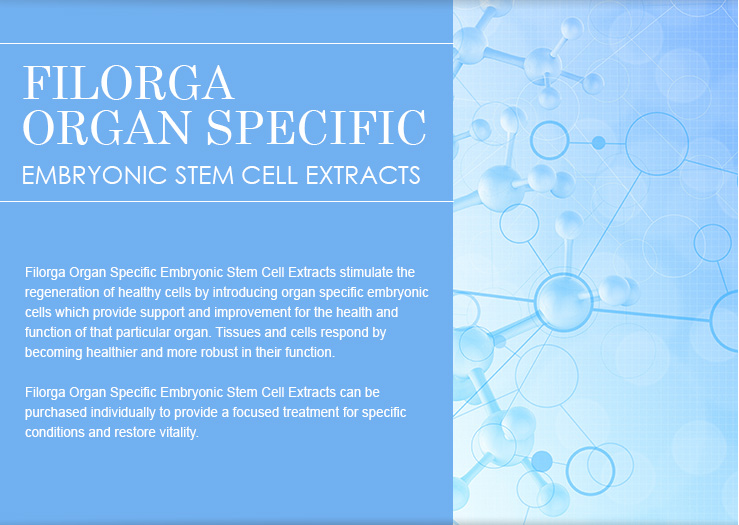 FILORGA
ORGAN SPECIFIC
EMBRYONIC STEM CELL EXTRACTS
Filorga Organ Specific Embryonic Stem Cell Extracts stimulate the
regeneration of healthy cells by introducing organ specific embryonic
cells which provide support and improvement for the health and
function of that particular organ. Tissues and cells respond by
becoming healthier and more robust in their function.
Filorga Organ Specific Embryonic Stem Cell Extracts can be
purchased individually to provide a focused treatment for specific
conditions and restore vitality.